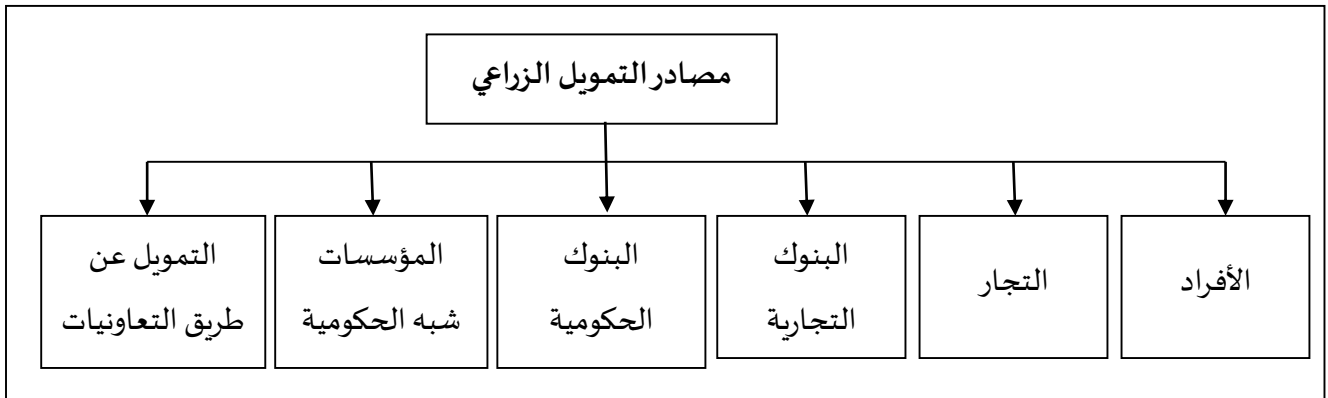 مصادر التمويل الزراعي
الأفراد
التجار
البنوك
التجارية
البنوك
الحكومية
المؤسسات
شبه الحكومية
التمويل عن
طريق التعاونيات